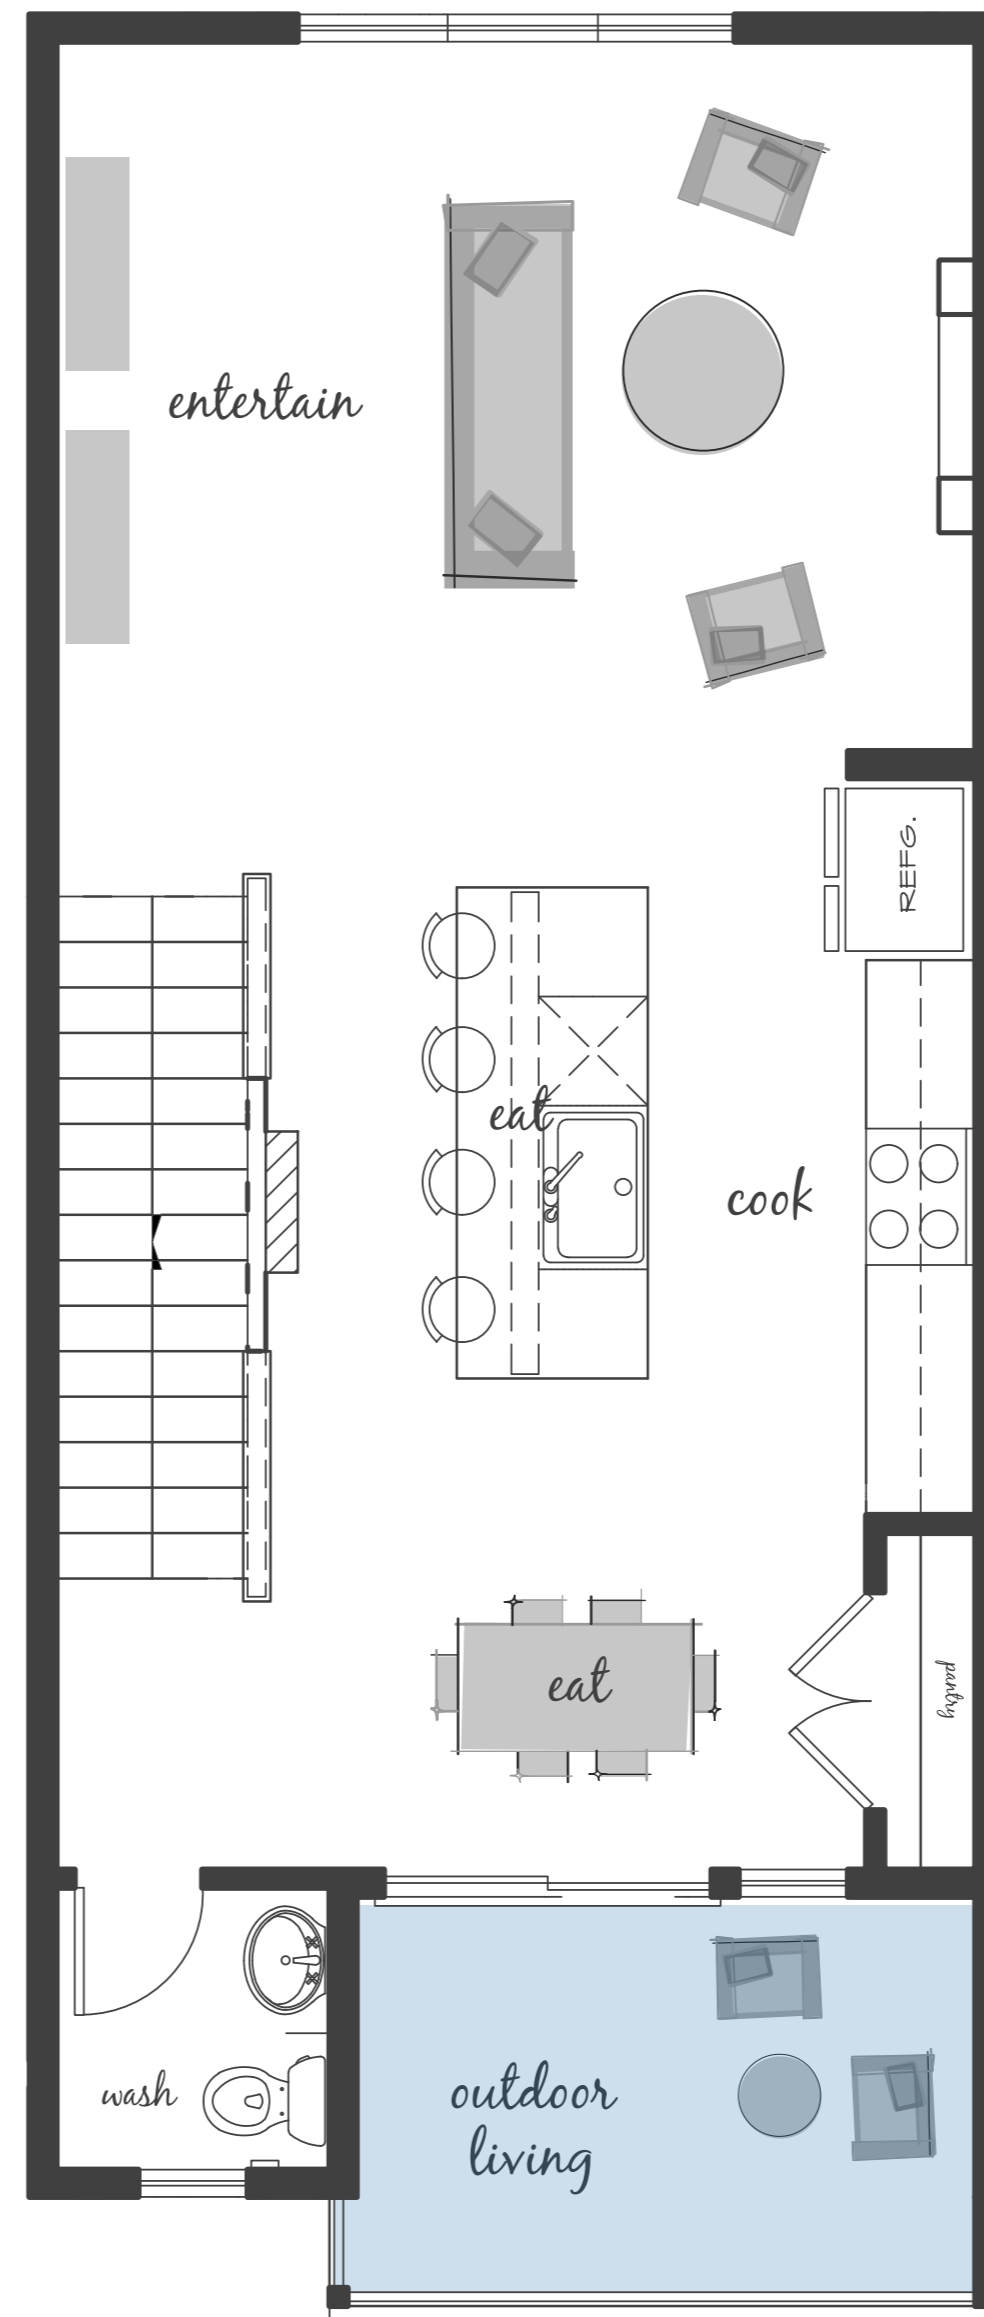 entertain
REFG.
eat
cook
eat
pantry
wash
outdoor
living